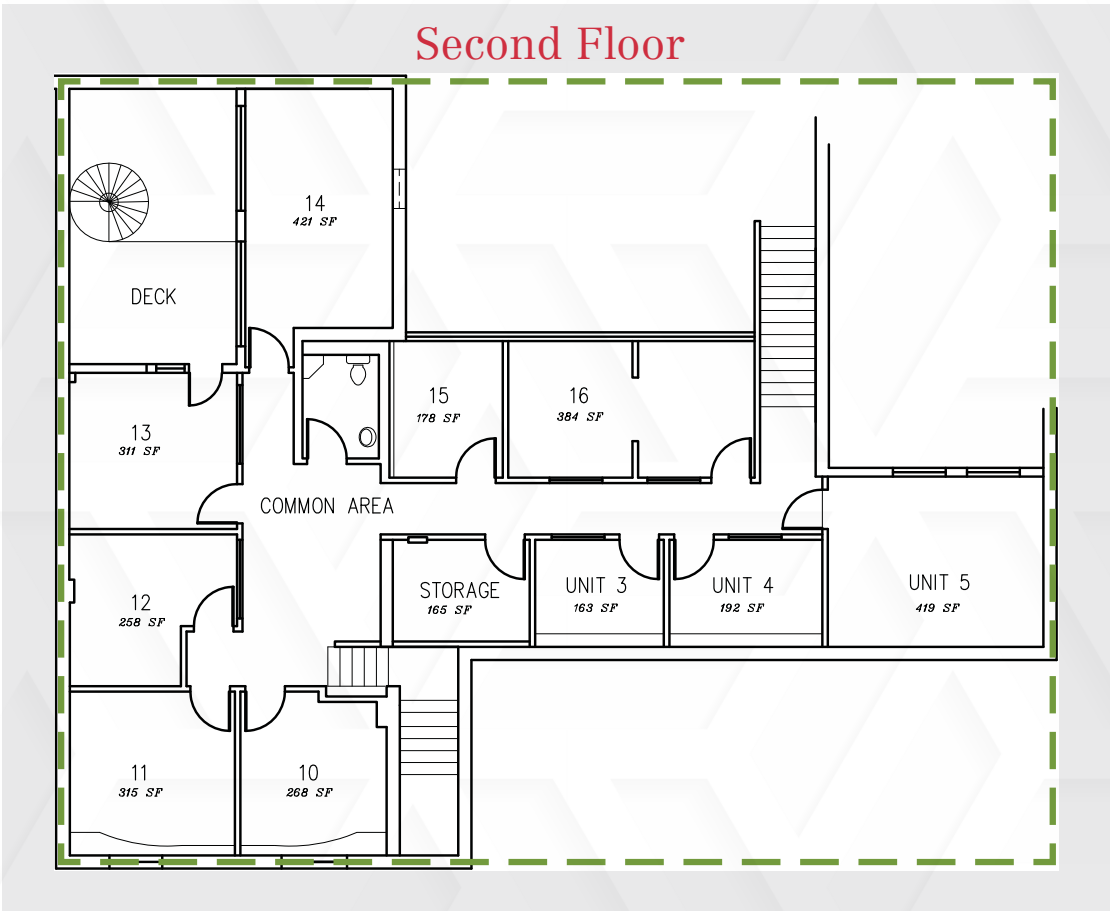 Second Floor
14
421 SF
DECK
15
178 SF
16
384 SF
13
311 SF
COMMON AREA
STORAGE
165 SF
UNIT 3
163 SF
UNIT 4
192 SF
UNIT 5
419 SF
12
258 SF
11
315 SF
10
268 SF